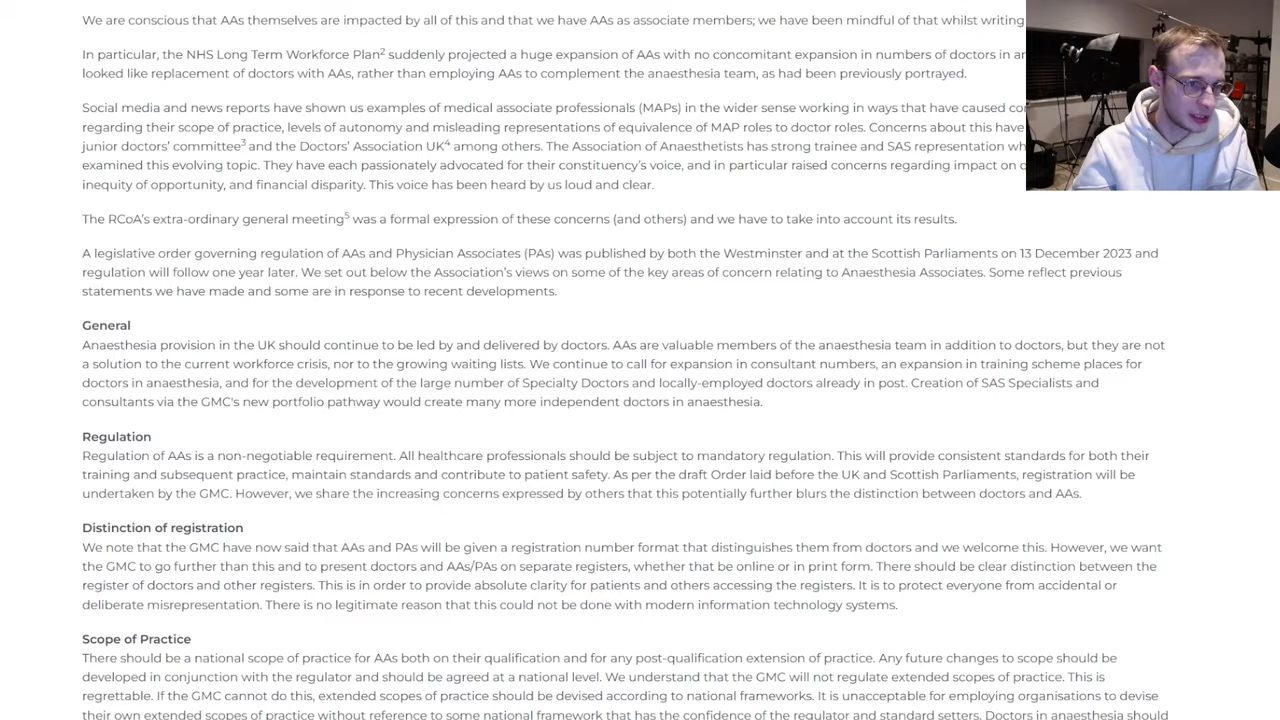 We are conscious that AAs themselves are impacted by all of this and that we have AAs as associate members; we have been mindful of that whilst writing
In particular, the NHS Long Term Workforce Plan² suddenly projected a huge expansion of AAs with no concomitant expansion in numbers of doctors in
looked like replacement of doctors with AAs, rather than employing AAs to complement the anaesthesia team, as had been previously portrayed.
Social media and news reports have shown us examples of medical associate professionals (MAPs) in the wider sense working in ways that have caused
regarding their scope of practice, levels of autonomy and misleading representations of equivalence of MAP roles to doctor roles. Concerns about this have
junior doctors’ committee³ and the Doctors’ Association UK⁴ among others. The Association of Anaesthetists has strong trainee and SAS representation
examined this evolving topic. They have each passionately advocated for their constituency’s voice, and in particular raised concerns regarding impact on
inequity of opportunity, and financial disparity. This voice has been heard by us loud and clear.
The RCoA’s extra-ordinary general meeting⁵ was a formal expression of these concerns (and others) and we have to take into account its results.
A legislative order governing regulation of AAs and Physician Associates (PAs) was published by both the Westminster and at the Scottish Parliaments on 13 December 2023 and
regulation will follow one year later. We set out below the Association’s views on some of the key areas of concern relating to Anaesthesia Associates. Some reflect previous
statements we have made and some are in response to recent developments.
General
Anaesthesia provision in the UK should continue to be led by and delivered by doctors. AAs are valuable members of the anaesthesia team in addition to doctors, but they are not
a solution to the current workforce crisis, nor to the growing waiting lists. We continue to call for expansion in consultant numbers, an expansion in training scheme places for
doctors in anaesthesia, and for the development of the large number of Specialty Doctors and locally-employed doctors already in post. Creation of SAS Specialists and
consultants via the GMC's new portfolio pathway would create many more independent doctors in anaesthesia.
Regulation
Regulation of AAs is a non-negotiable requirement. All healthcare professionals should be subject to mandatory regulation. This will provide consistent standards for both their
training and subsequent practice, maintain standards and contribute to patient safety. As per the draft Order laid before the UK and Scottish Parliaments, registration will be
undertaken by the GMC. However, we share the increasing concerns expressed by others that this potentially further blurs the distinction between doctors and AAs.
Distinction of registration
We note that the GMC have now said that AAs and PAs will be given a registration number format that distinguishes them from doctors and we welcome this. However, we want
the GMC to go further than this and to present doctors and AAs/PAs on separate registers, whether that be online or in print form. There should be clear distinction between the
register of doctors and other registers. This is in order to provide absolute clarity for patients and others accessing the registers. It is to protect everyone from accidental or
deliberate misrepresentation. There is no legitimate reason that this could not be done with modern information technology systems.
Scope of Practice
There should be a national scope of practice for AAs both on their qualification and for any post-qualification extension of practice. Any future changes to scope should be
developed in conjunction with the regulator and should be agreed at a national level. We understand that the GMC will not regulate extended scopes of practice. This is
regrettable. If the GMC cannot do this, extended scopes of practice should be devised according to national frameworks. It is unacceptable for employing organisations to devise
their own extended scopes of practice without reference to some national framework that has the confidence of the regulator and standard setters. Doctors in anaesthesia should